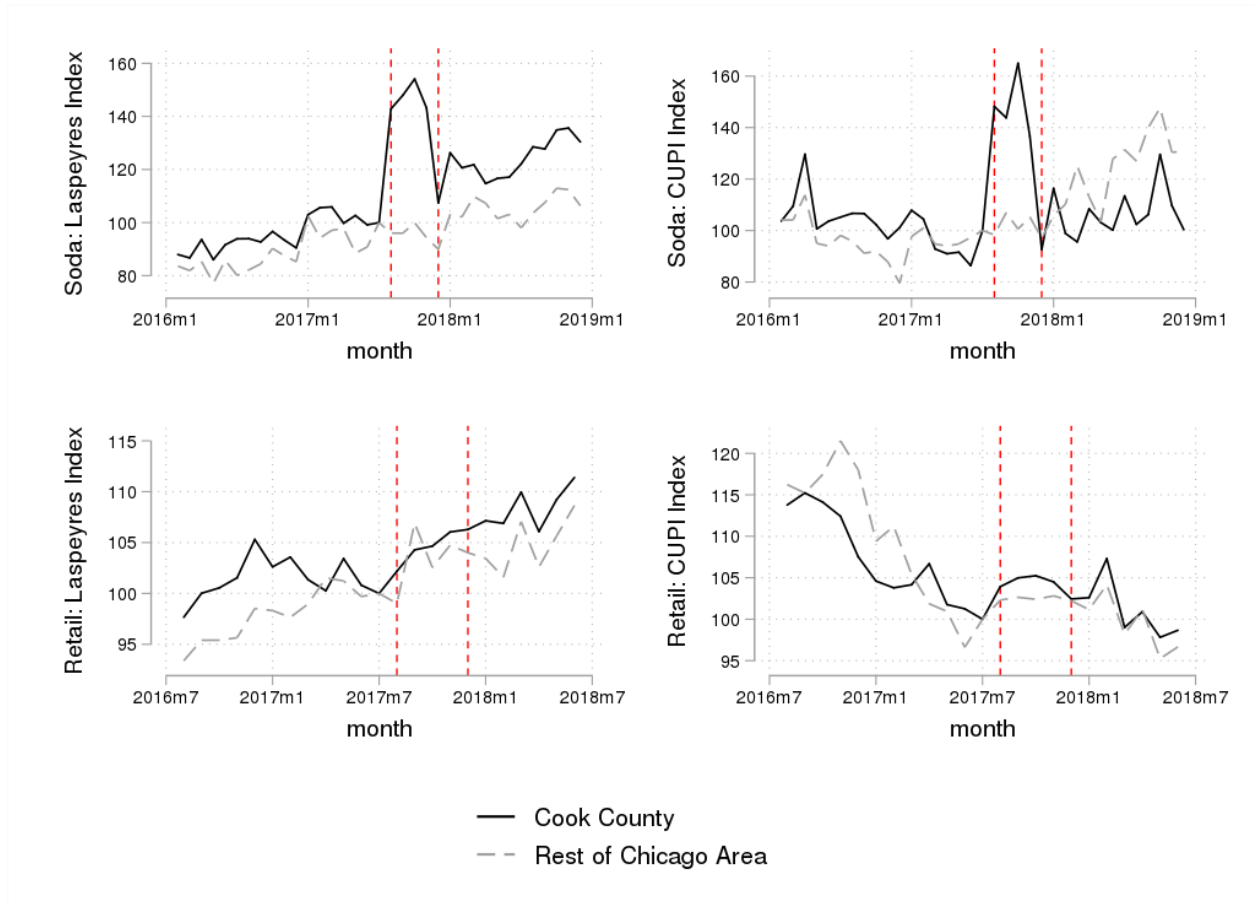 Soda: Laspeyres Index
160
140
120
100
80
2016m1 2017m1 2018m1 2019m1
month
Soda: CUPI Index
160
140
120
100
80
2016m1 2017m1 2018m1 2019m1
month
Retail: Laspeyres Index
115
110
105
100
95
2016m7 2017m1 2017m7 2018m1 2018m7
month
Retail: CUPI Index
120
115
110
105
100
95
2016m7 2017m1 2017m7 2018m1 2018m7
month
Cook County
Rest of Chicago Area